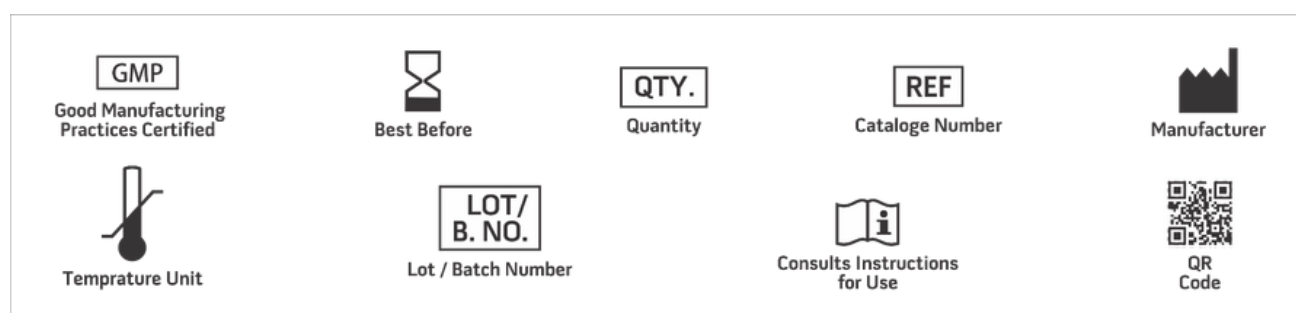 GMP
Good Manufacturing
Practices Certified
Best Before
QTY.
Quantity
REF
Cataloge Number
Manufacturer
Temprature Unit
LOT/
B. NO.
Lot / Batch Number
i
Consults Instructions
for Use
QR
Code